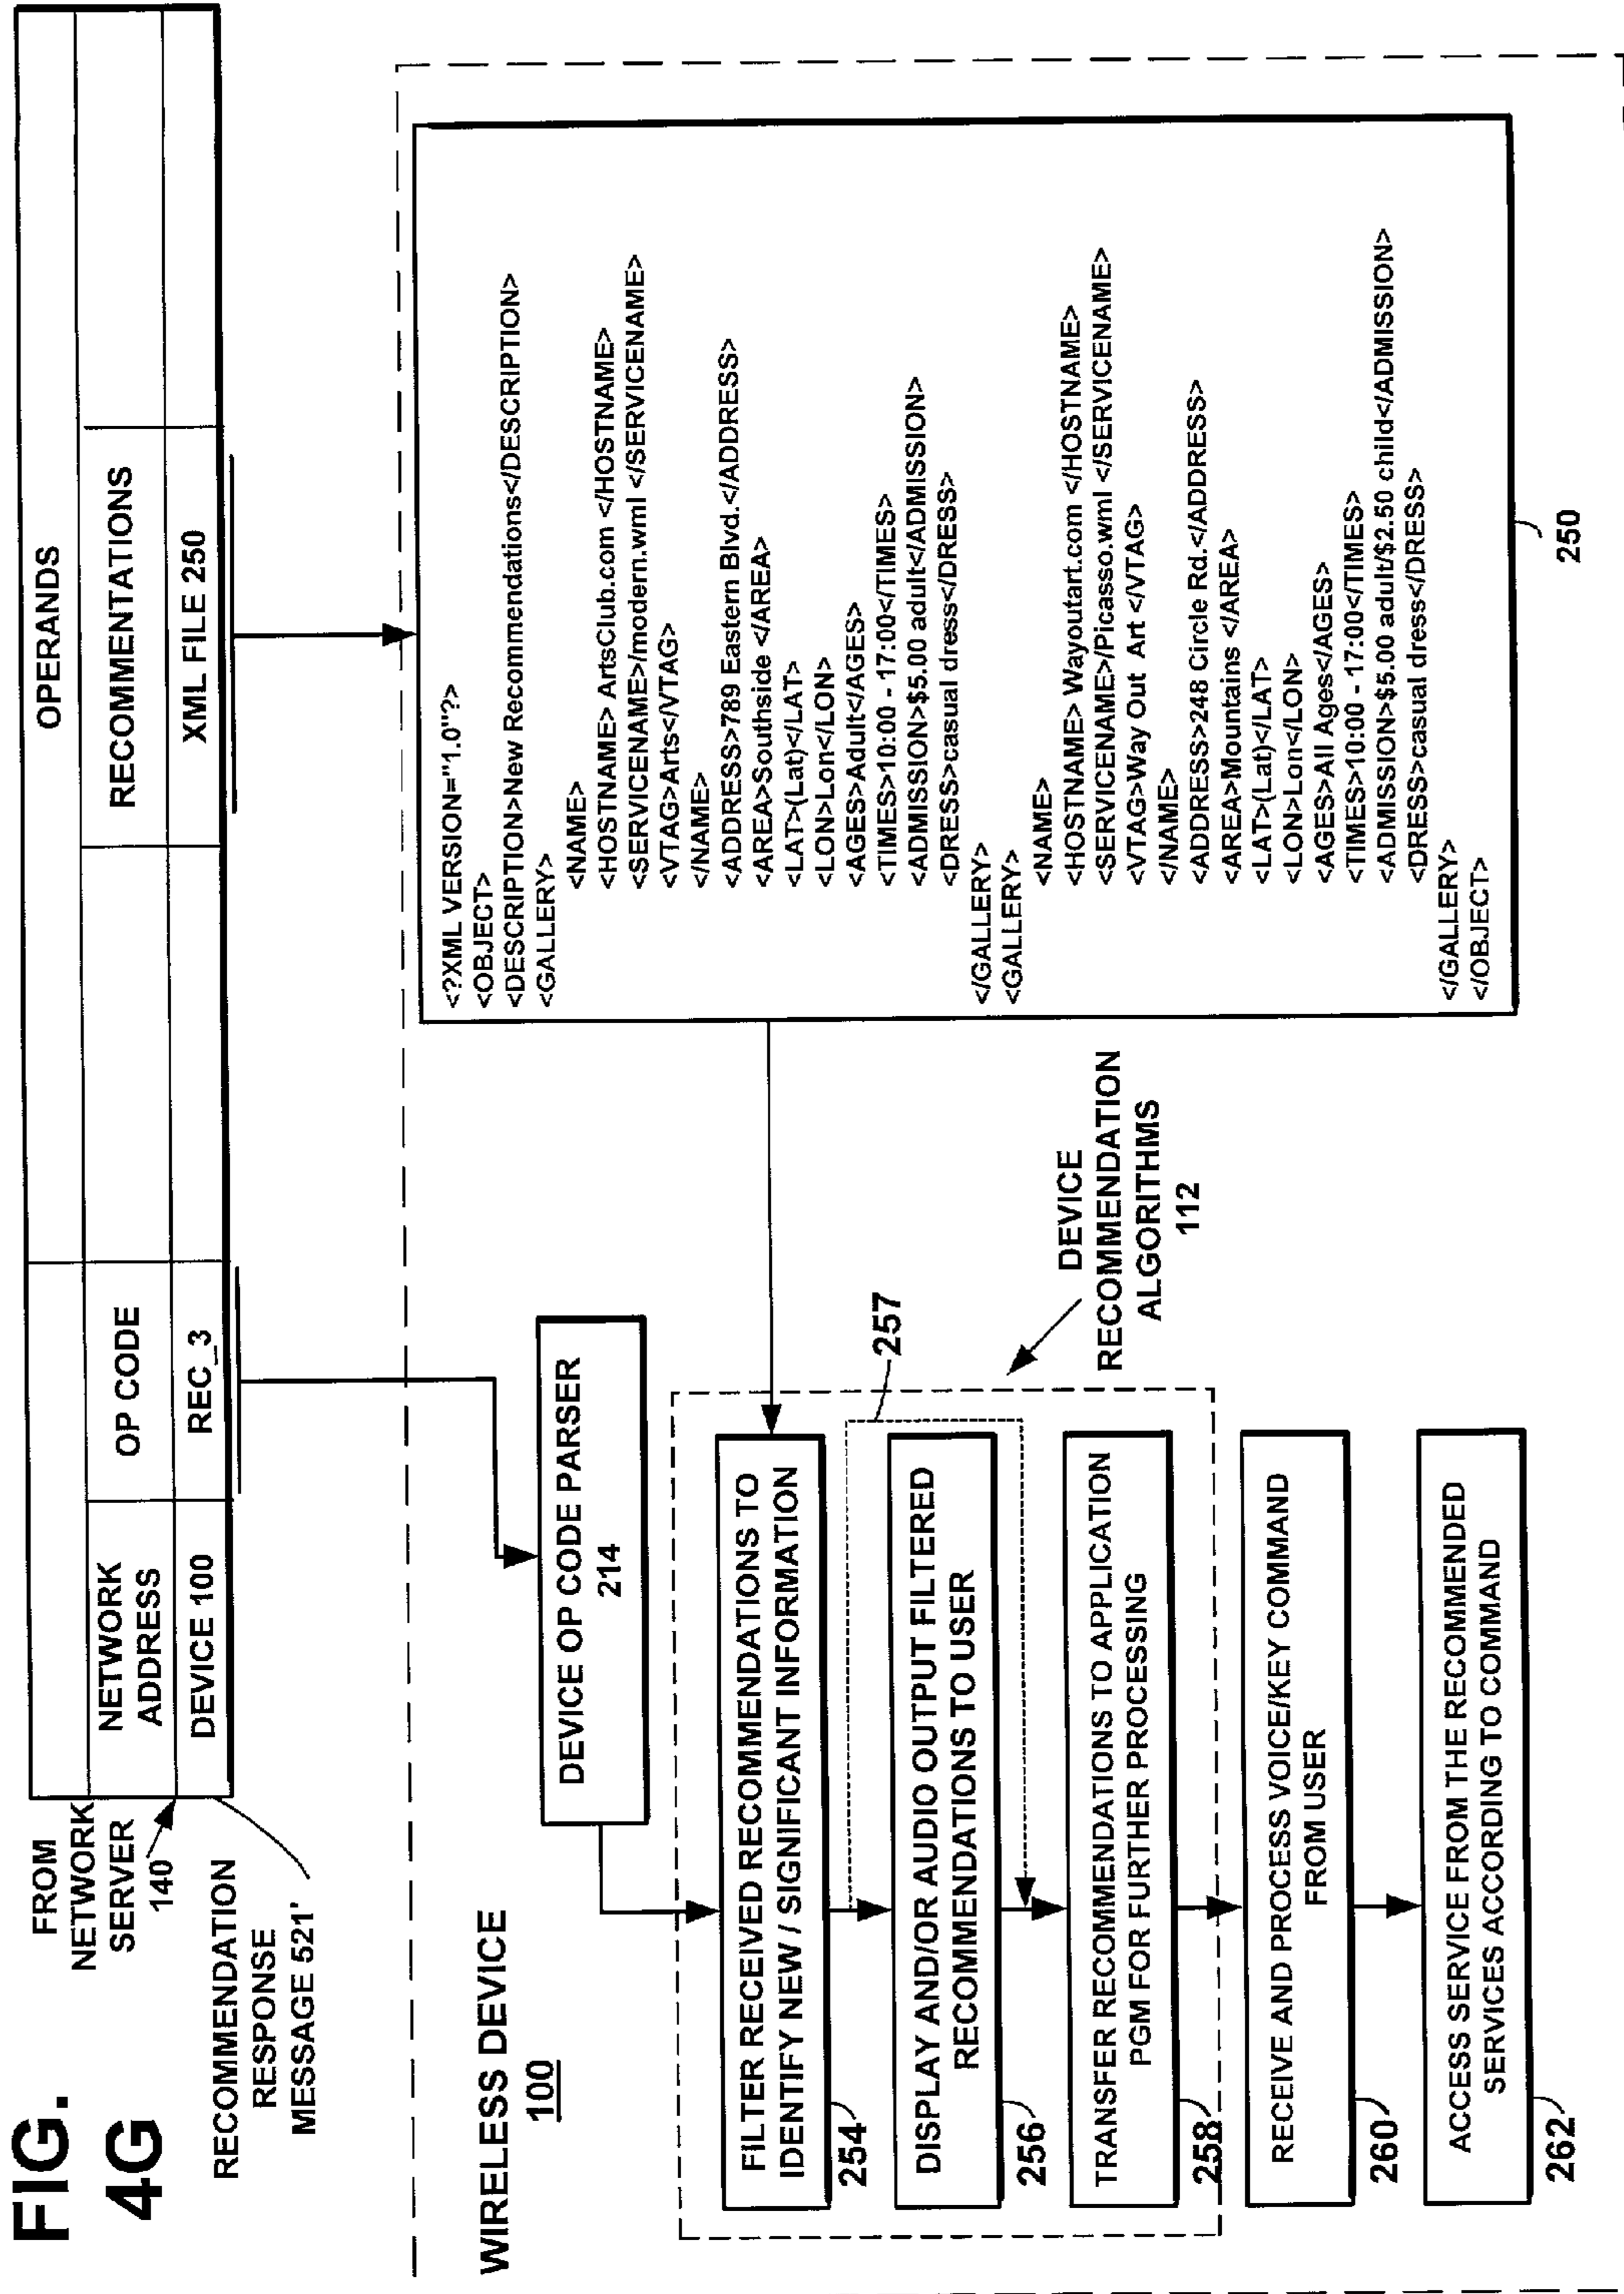 FIG.
4G
FROM
NETWORK
SERVER
140
RECOMMENDATION
RESPONSE
MESSAGE 521'
OPERANDS
NETWORK
ADDRESS
OP CODE
RECOMMENTATIONS
DEVICE 100
REC_3
XML FILE 250
WIRELESS DEVICE
100
DEVICE OP CODE PARSER
214
FILTER RECEIVED RECOMMENDATIONS TO
IDENTIFY NEW / SIGNIFICANT INFORMATION
254
257
DISPLAY AND/OR AUDIO OUTPUT FILTERED
RECOMMENDATIONS TO USER
256
TRANSFER RECOMMENDATIONS TO APPLICATION
PGM FOR FURTHER PROCESSING
258
DEVICE
RECOMMENDATION
ALGORITHMS
112
RECEIVE AND PROCESS VOICE/KEY COMMAND
FROM USER
260
ACCESS SERVICE FROM THE RECOMMENDED
SERVICES ACCORDING TO COMMAND
262
<?XML VERSION="1.0"?>
<OBJECT>
<DESCRIPTION>New Recommendations</DESCRIPTION>
<GALLERY>
<NAME>
<HOSTNAME> ArtsClub.com </HOSTNAME>
<SERVICENAME>/modern.wml </SERVICENAME>
<VTAG>Arts</VTAG>
</NAME>
<ADDRESS>789 Eastern Blvd.</ADDRESS>
<AREA>Southside </AREA>
<LAT>(Lat)</LAT>
<LON>Lon</LON>
<AGES>Adult</AGES>
<TIMES>10:00 - 17:00</TIMES>
<ADMISSION>$5.00 adult</ADMISSION>
<DRESS>casual dress</DRESS>
</GALLERY>
<GALLERY>
<NAME>
<HOSTNAME> Wayoutart.com </HOSTNAME>
<SERVICENAME>/Picasso.wml </SERVICENAME>
<VTAG>Way Out  Art </VTAG>
</NAME>
<ADDRESS>248 Circle Rd.</ADDRESS>
<AREA>Mountains </AREA>
<LAT>(Lat)</LAT>
<LON>Lon</LON>
<AGES>All Ages</AGES>
<TIMES>10:00 - 17:00</TIMES>
<ADMISSION>$5.00 adult/$2.50 child</ADMISSION>
<DRESS>casual dress</DRESS>
</GALLERY>
</OBJECT>
250